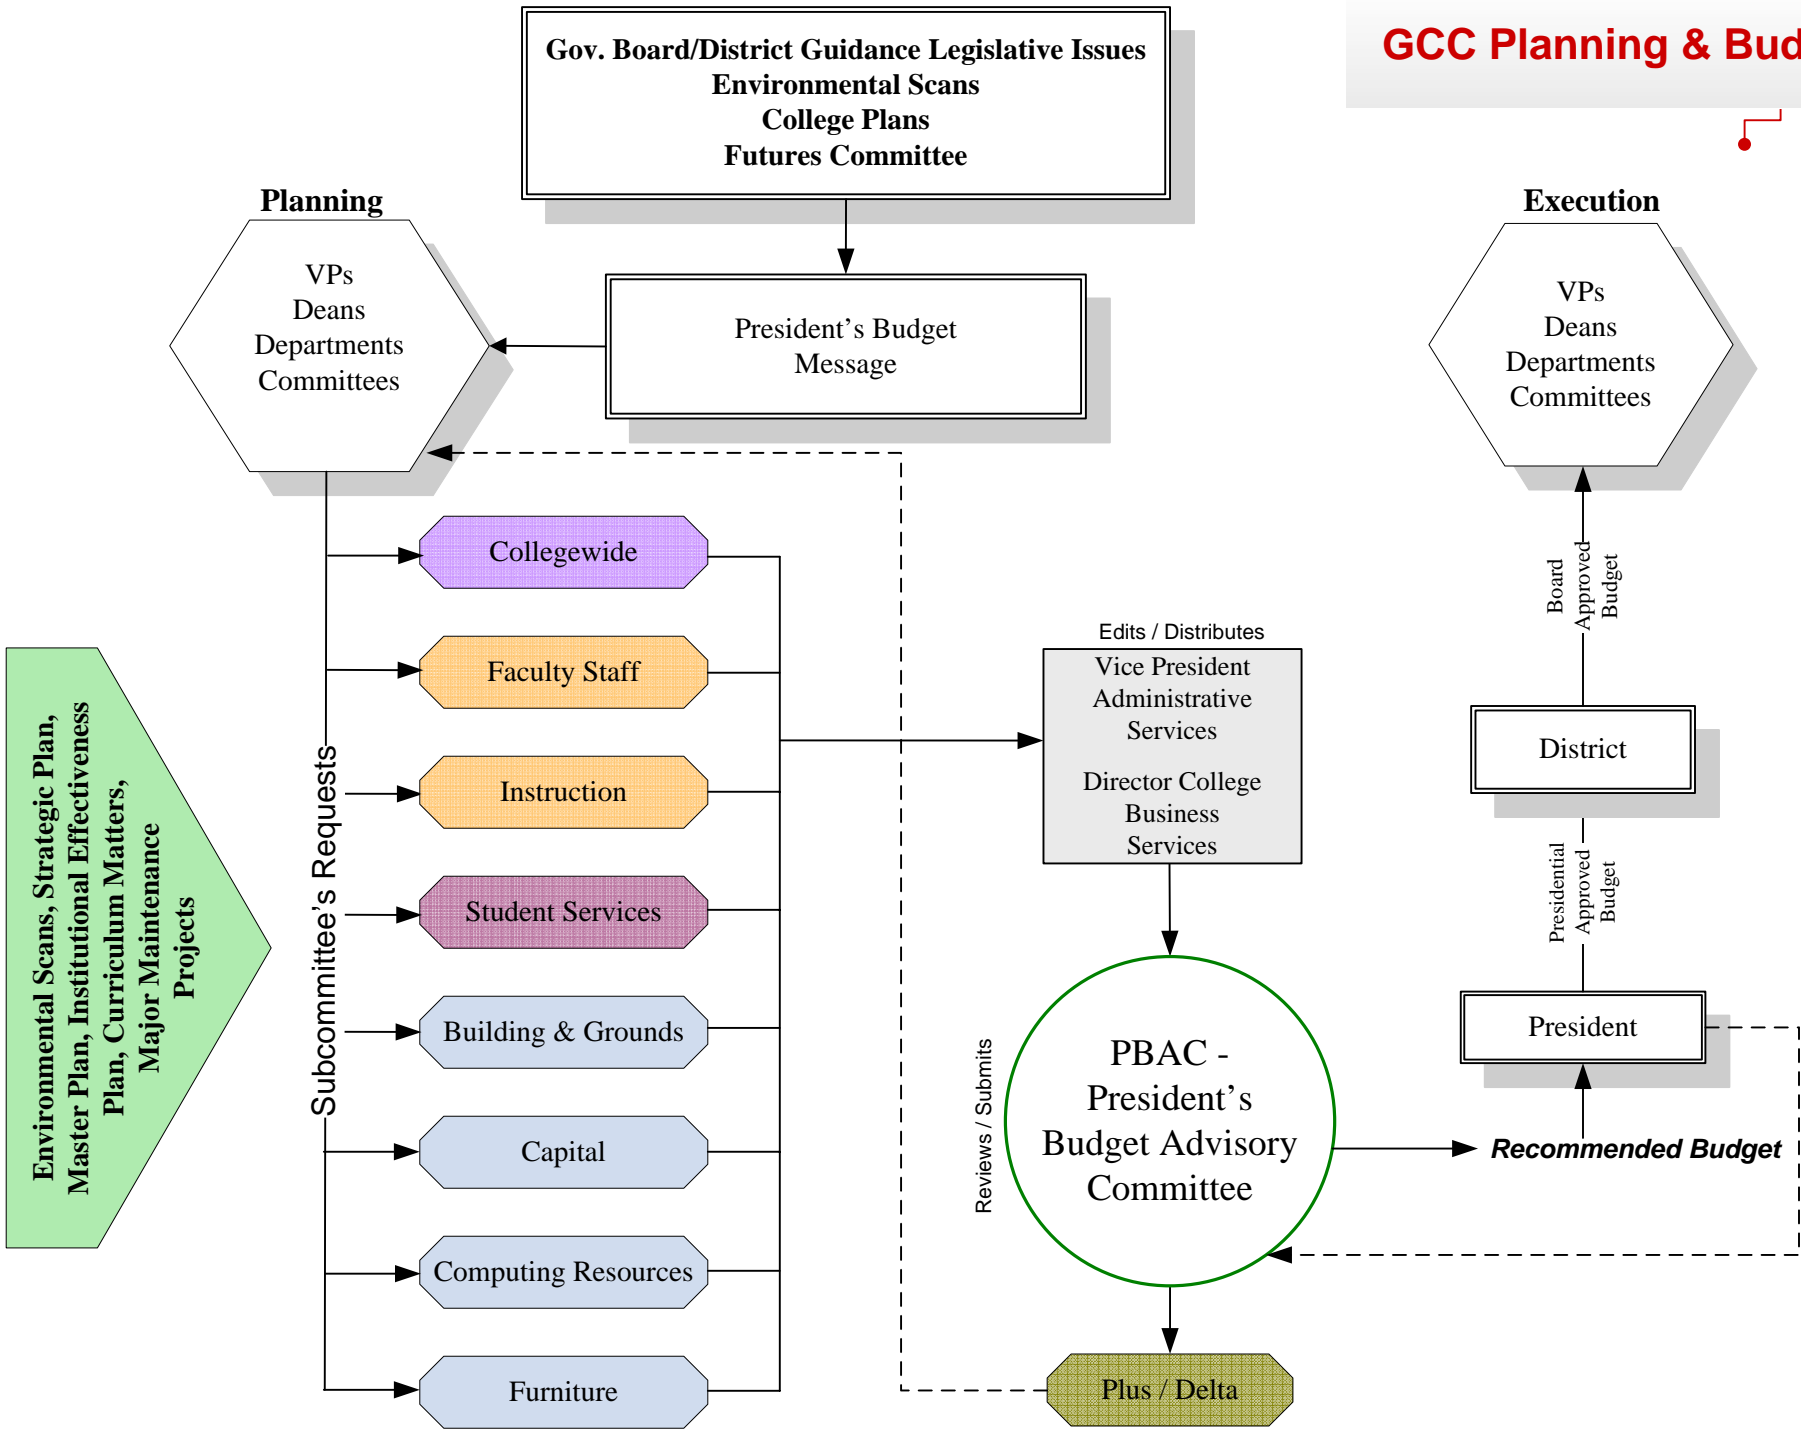 GCC Planning & Bud
Gov. Board/District Guidance Legislative Issues
Environmental Scans
College Plans
Futures Committee
Planning
VPs
Deans
Departments
Committees
President’s Budget
Message
Execution
VPs
Deans
Departments
Committees
Environmental Scans, Strategic Plan,
Master Plan, Institutional Effectiveness
Plan, Curriculum Matters,
Major Maintenance
Projects
Subcommittee’s Requests
Collegewide
Faculty Staff
Instruction
Student Services
Building & Grounds
Capital
Computing Resources
Furniture
Edits / Distributes
Vice President
Administrative
Services
Director College
Business
Services
Reviews / Submits
PBAC -
President’s
Budget Advisory
Committee
Plus / Delta
Recommended Budget
President
Presidential
Approved
Budget
District
Board
Approved
Budget